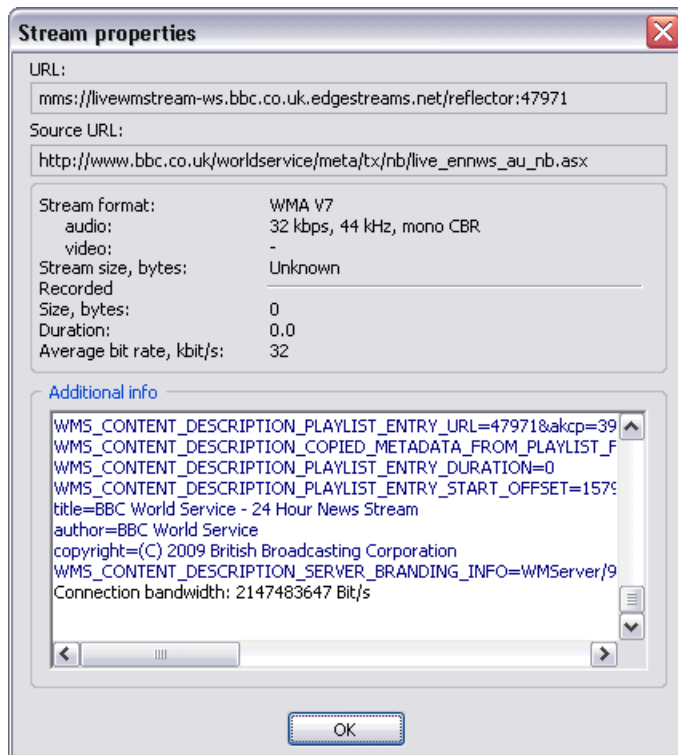 Stream properties
URL:
mms://livewmstream-ws.bbc.co.uk.edgestreams.net/reflector:47971
Source URL:
http://www.bbc.co.uk/worldservice/meta/tx/nb/live_ennws_au_nb.asx
Stream format: WMA V7
audio: 32 kbps, 44 kHz, mono CBR
video: -
Stream size, bytes: Unknown
Recorded
Size, bytes: 0
Duration: 0.0
Average bit rate, kbit/s: 32
Additional info
WMS_CONTENT_DESCRIPTION_PLAYLIST_ENTRY_URL=47971&akcp=39
WMS_CONTENT_DESCRIPTION_COPIED_METADATA_FROM_PLAYLIST_F
WMS_CONTENT_DESCRIPTION_PLAYLIST_ENTRY_DURATION=0
WMS_CONTENT_DESCRIPTION_PLAYLIST_ENTRY_START_OFFSET=1579
title=BBC World Service - 24 Hour News Stream
author=BBC World Service
copyright=(C) 2009 British Broadcasting Corporation
WMS_CONTENT_DESCRIPTION_SERVER_BRANDING_INFO=WMServer/9
Connection bandwidth: 2147483647 Bit/s
OK